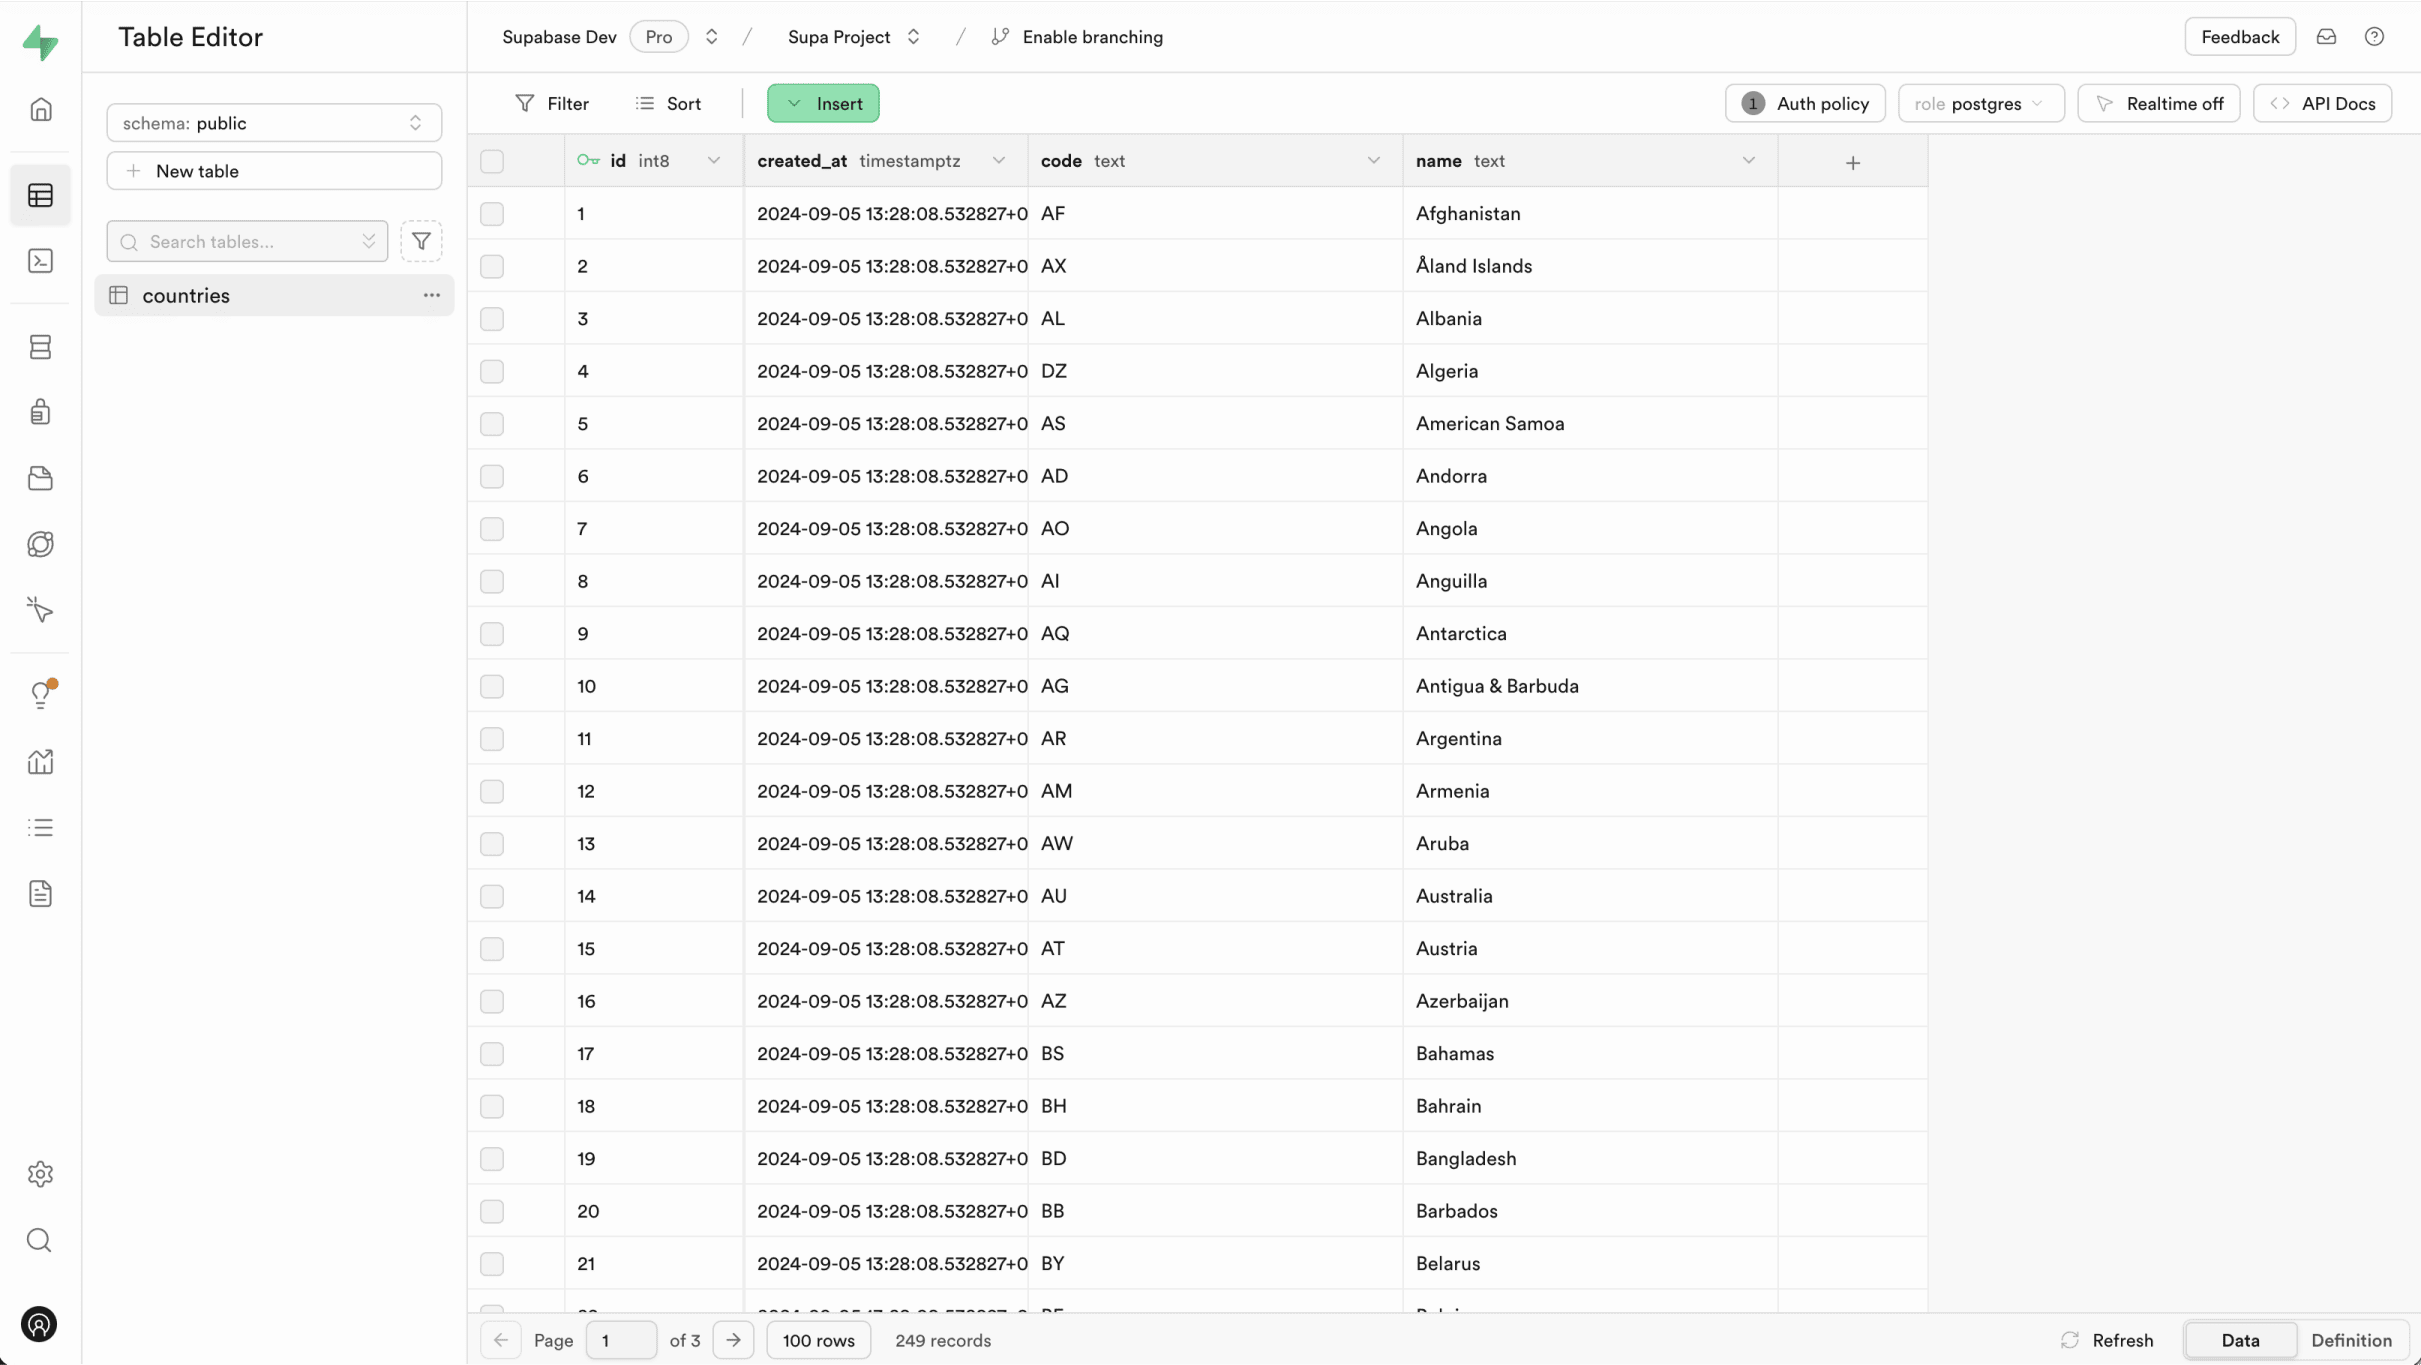 Table Editor
Supabase Dev Pro / Supa Project / Enable branching
Feedback
schema: public
New table
Search tables...
countries
Filter Sort Insert
1 Auth policy role postgres Realtime off API Docs
id int8 created_at timestamptz code text name text
1 2024-09-05 13:28:08.532827+0 AF Afghanistan
2 2024-09-05 13:28:08.532827+0 AX Åland Islands
3 2024-09-05 13:28:08.532827+0 AL Albania
4 2024-09-05 13:28:08.532827+0 DZ Algeria
5 2024-09-05 13:28:08.532827+0 AS American Samoa
6 2024-09-05 13:28:08.532827+0 AD Andorra
7 2024-09-05 13:28:08.532827+0 AO Angola
8 2024-09-05 13:28:08.532827+0 AI Anguilla
9 2024-09-05 13:28:08.532827+0 AQ Antarctica
10 2024-09-05 13:28:08.532827+0 AG Antigua & Barbuda
11 2024-09-05 13:28:08.532827+0 AR Argentina
12 2024-09-05 13:28:08.532827+0 AM Armenia
13 2024-09-05 13:28:08.532827+0 AW Aruba
14 2024-09-05 13:28:08.532827+0 AU Australia
15 2024-09-05 13:28:08.532827+0 AT Austria
16 2024-09-05 13:28:08.532827+0 AZ Azerbaijan
17 2024-09-05 13:28:08.532827+0 BS Bahamas
18 2024-09-05 13:28:08.532827+0 BH Bahrain
19 2024-09-05 13:28:08.532827+0 BD Bangladesh
20 2024-09-05 13:28:08.532827+0 BB Barbados
21 2024-09-05 13:28:08.532827+0 BY Belarus
Page 1 of 3 100 rows 249 records
Refresh Data Definition